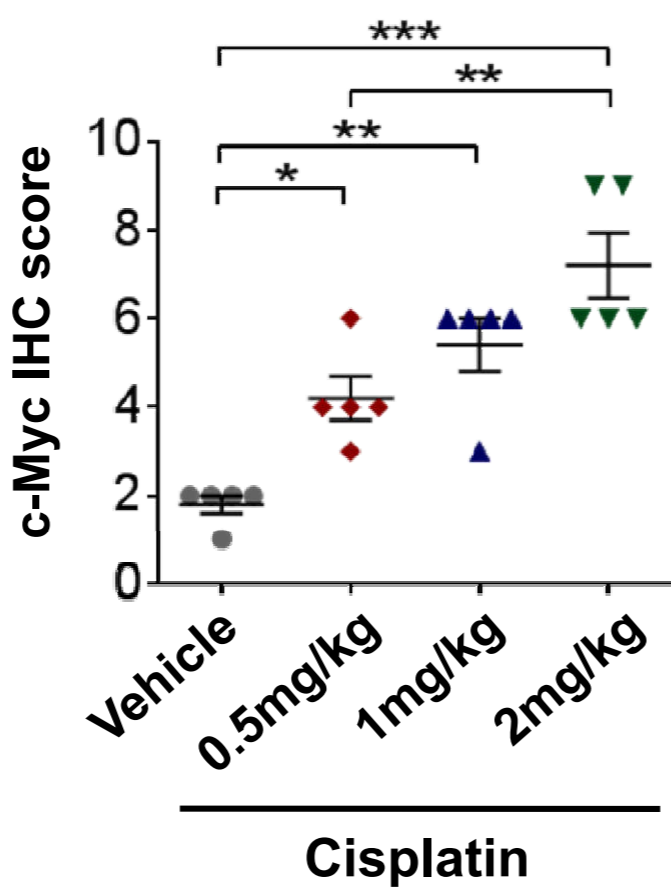 ***
**
**
*
10
8
6
4
2
0
c-Myc IHC score
Vehicle
0.5mg/kg
1mg/kg
2mg/kg
Cisplatin